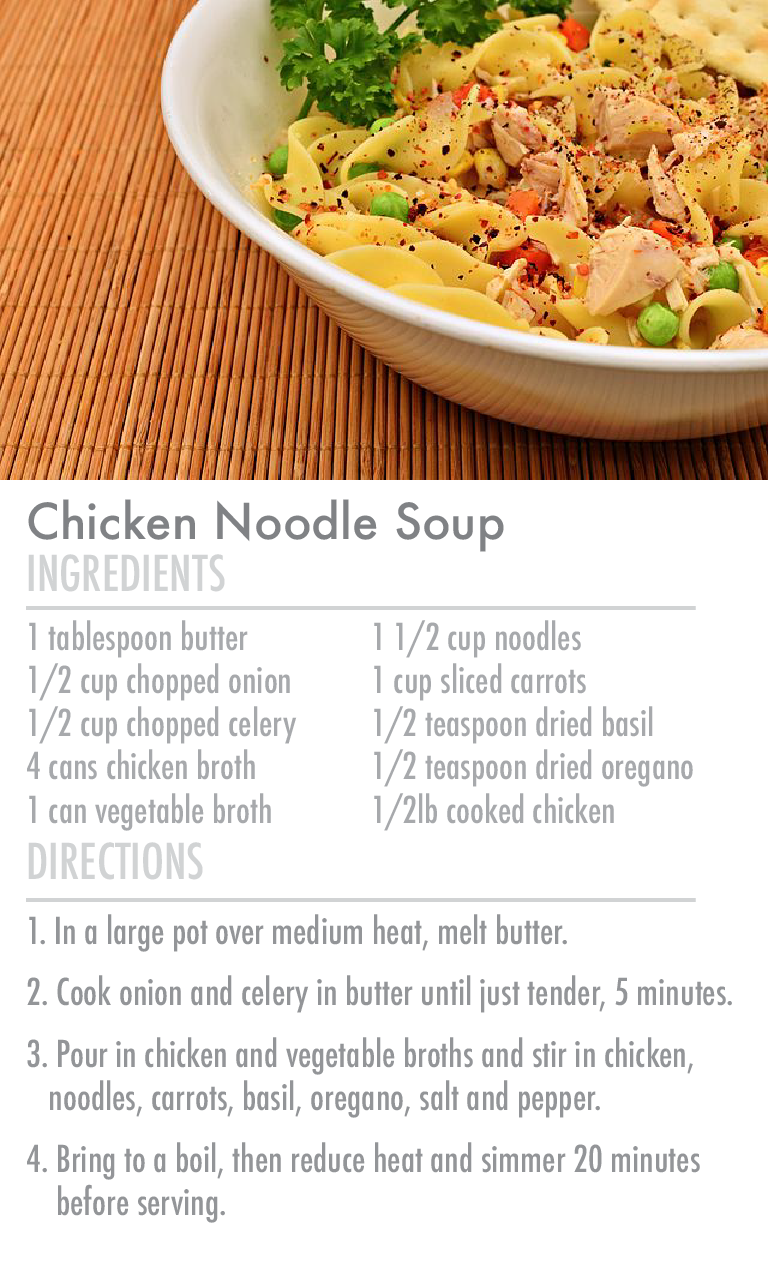 Chicken Noodle Soup
INGREDIENTS
1 tablespoon butter
1/2 cup chopped onion
1/2 cup chopped celery
4 cans chicken broth
1 can vegetable broth
1 1/2 cup noodles
1 cup sliced carrots
1/2 teaspoon dried basil
1/2 teaspoon dried oregano
1/2lb cooked chicken
DIRECTIONS
1. In a large pot over medium heat, melt butter.
2. Cook onion and celery in butter until just tender, 5 minutes.
3. Pour in chicken and vegetable broths and stir in chicken,
noodles, carrots, basil, oregano, salt and pepper.
4. Bring to a boil, then reduce heat and simmer 20 minutes
before serving.